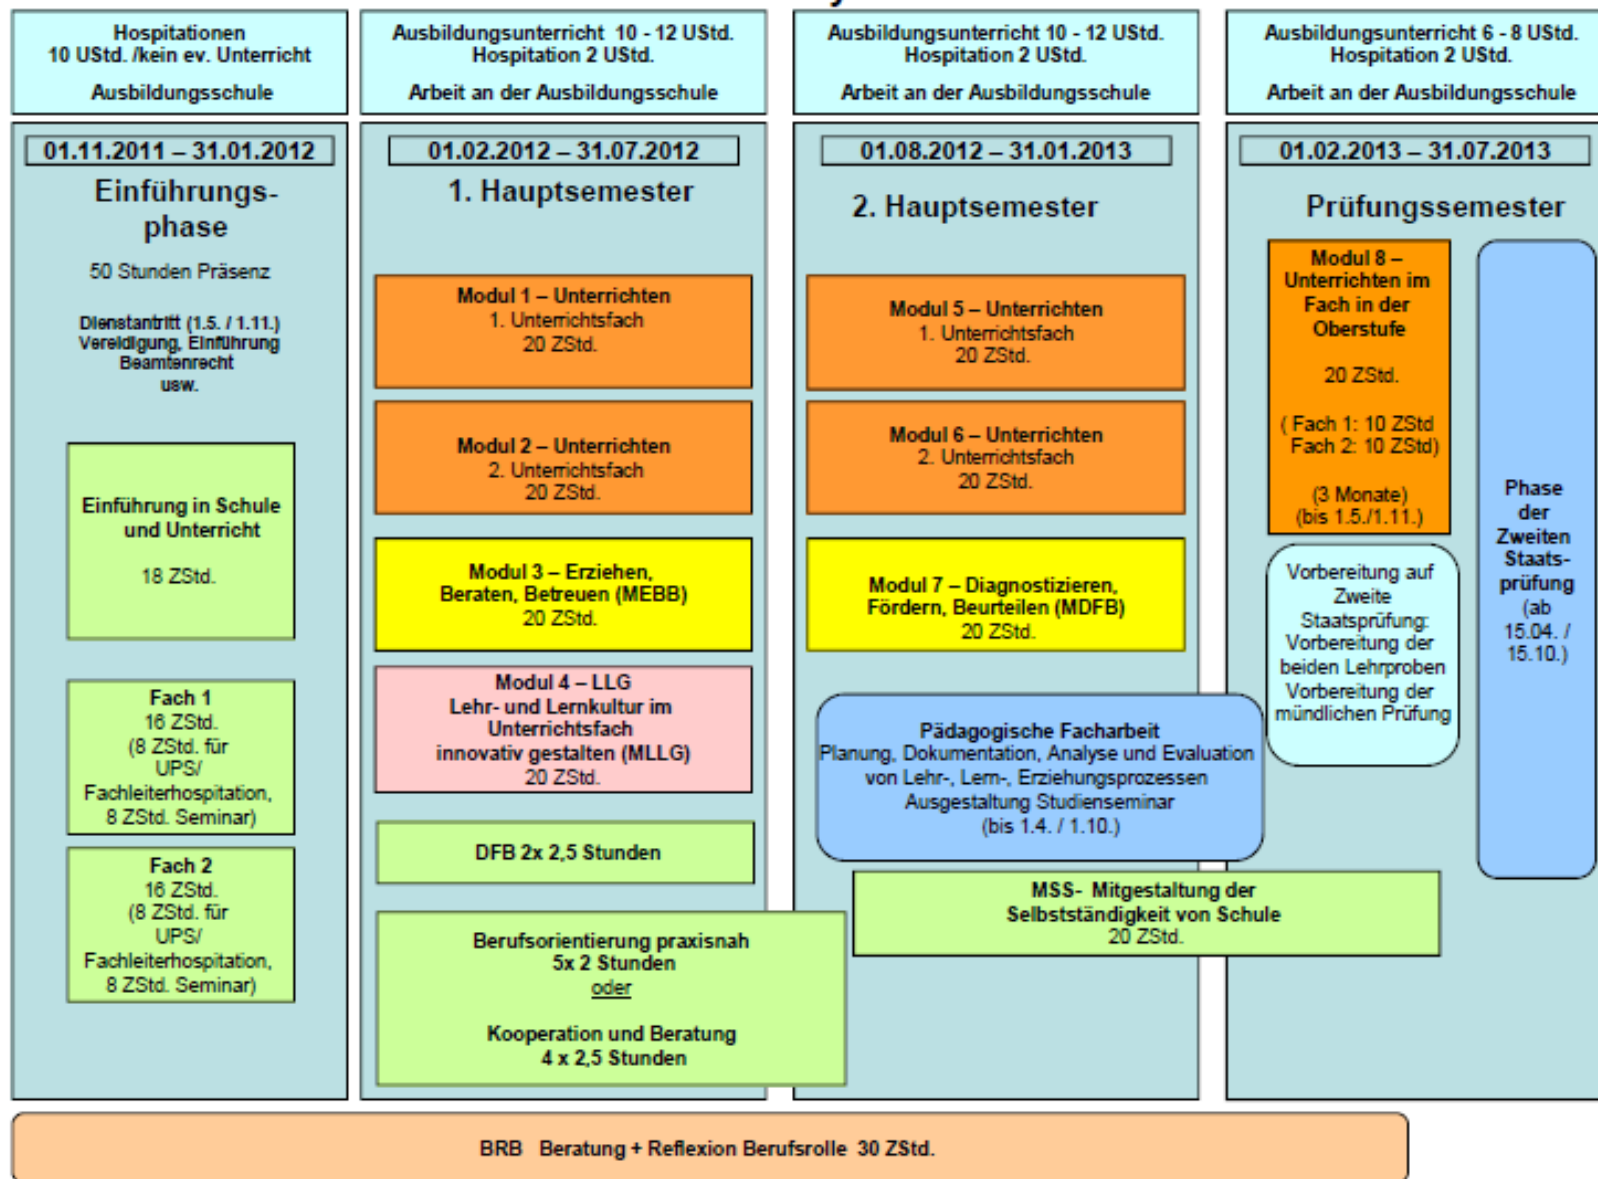 Hospitationen
10 UStd. /kein ev. Unterricht
Ausbildungsschule
Ausbildungsunterricht 10 - 12 UStd.
Hospitation 2 UStd.
Arbeit an der Ausbildungsschule
Ausbildungsunterricht 10 - 12 UStd.
Hospitation 2 UStd.
Arbeit an der Ausbildungsschule
Ausbildungsunterricht 6 - 8 UStd.
Hospitation 2 UStd.
Arbeit an der Ausbildungsschule
01.11.2011 – 31.01.2012
Einführungs-
phase
50 Stunden Präsenz
Dienstantritt (1.5. / 1.11.)
Vereidigung, Einführung
Beamtenrecht
usw.
Einführung in Schule
und Unterricht
18 ZStd.
Fach 1
16 ZStd.
(8 ZStd. für
UPS/
Fachleiterhospitation,
8 ZStd. Seminar)
Fach 2
16 ZStd.
(8 ZStd. für
UPS/
Fachleiterhospitation,
8 ZStd. Seminar)
01.02.2012 – 31.07.2012
1. Hauptsemester
Modul 1 – Unterrichten
1. Unterrichtsfach
20 ZStd.
Modul 2 – Unterrichten
2. Unterrichtsfach
20 ZStd.
Modul 3 – Erziehen,
Beraten, Betreuen (MEBB)
20 ZStd.
Modul 4 – LLG
Lehr- und Lernkultur im
Unterrichtsfach
innovativ gestalten (MLLG)
20 ZStd.
DFB 2x 2,5 Stunden
Berufsorientierung praxisnah
5x 2 Stunden
oder
Kooperation und Beratung
4 x 2,5 Stunden
01.08.2012 – 31.01.2013
2. Hauptsemester
Modul 5 – Unterrichten
1. Unterrichtsfach
20 ZStd.
Modul 6 – Unterrichten
2. Unterrichtsfach
20 ZStd.
Modul 7 – Diagnostizieren,
Fördern, Beurteilen (MDFB)
20 ZStd.
Pädagogische Facharbeit
Planung, Dokumentation, Analyse und Evaluation
von Lehr-, Lern-, Erziehungsprozessen
Ausgestaltung Studienseminar
(bis 1.4. / 1.10.)
MSS- Mitgestaltung der
Selbstständigkeit von Schule
20 ZStd.
01.02.2013 – 31.07.2013
Prüfungssemester
Modul 8 –
Unterrichten im
Fach in der
Oberstufe
20 ZStd.
( Fach 1: 10 ZStd
Fach 2: 10 ZStd)
(3 Monate)
(bis 1.5./1.11.)
Vorbereitung auf
Zweite
Staatsprüfung:
Vorbereitung der
beiden Lehrproben
Vorbereitung der
mündlichen Prüfung
Phase
der
Zweiten
Staats-
prüfung
(ab
15.04. /
15.10.)
BRB Beratung + Reflexion Berufsrolle 30 ZStd.